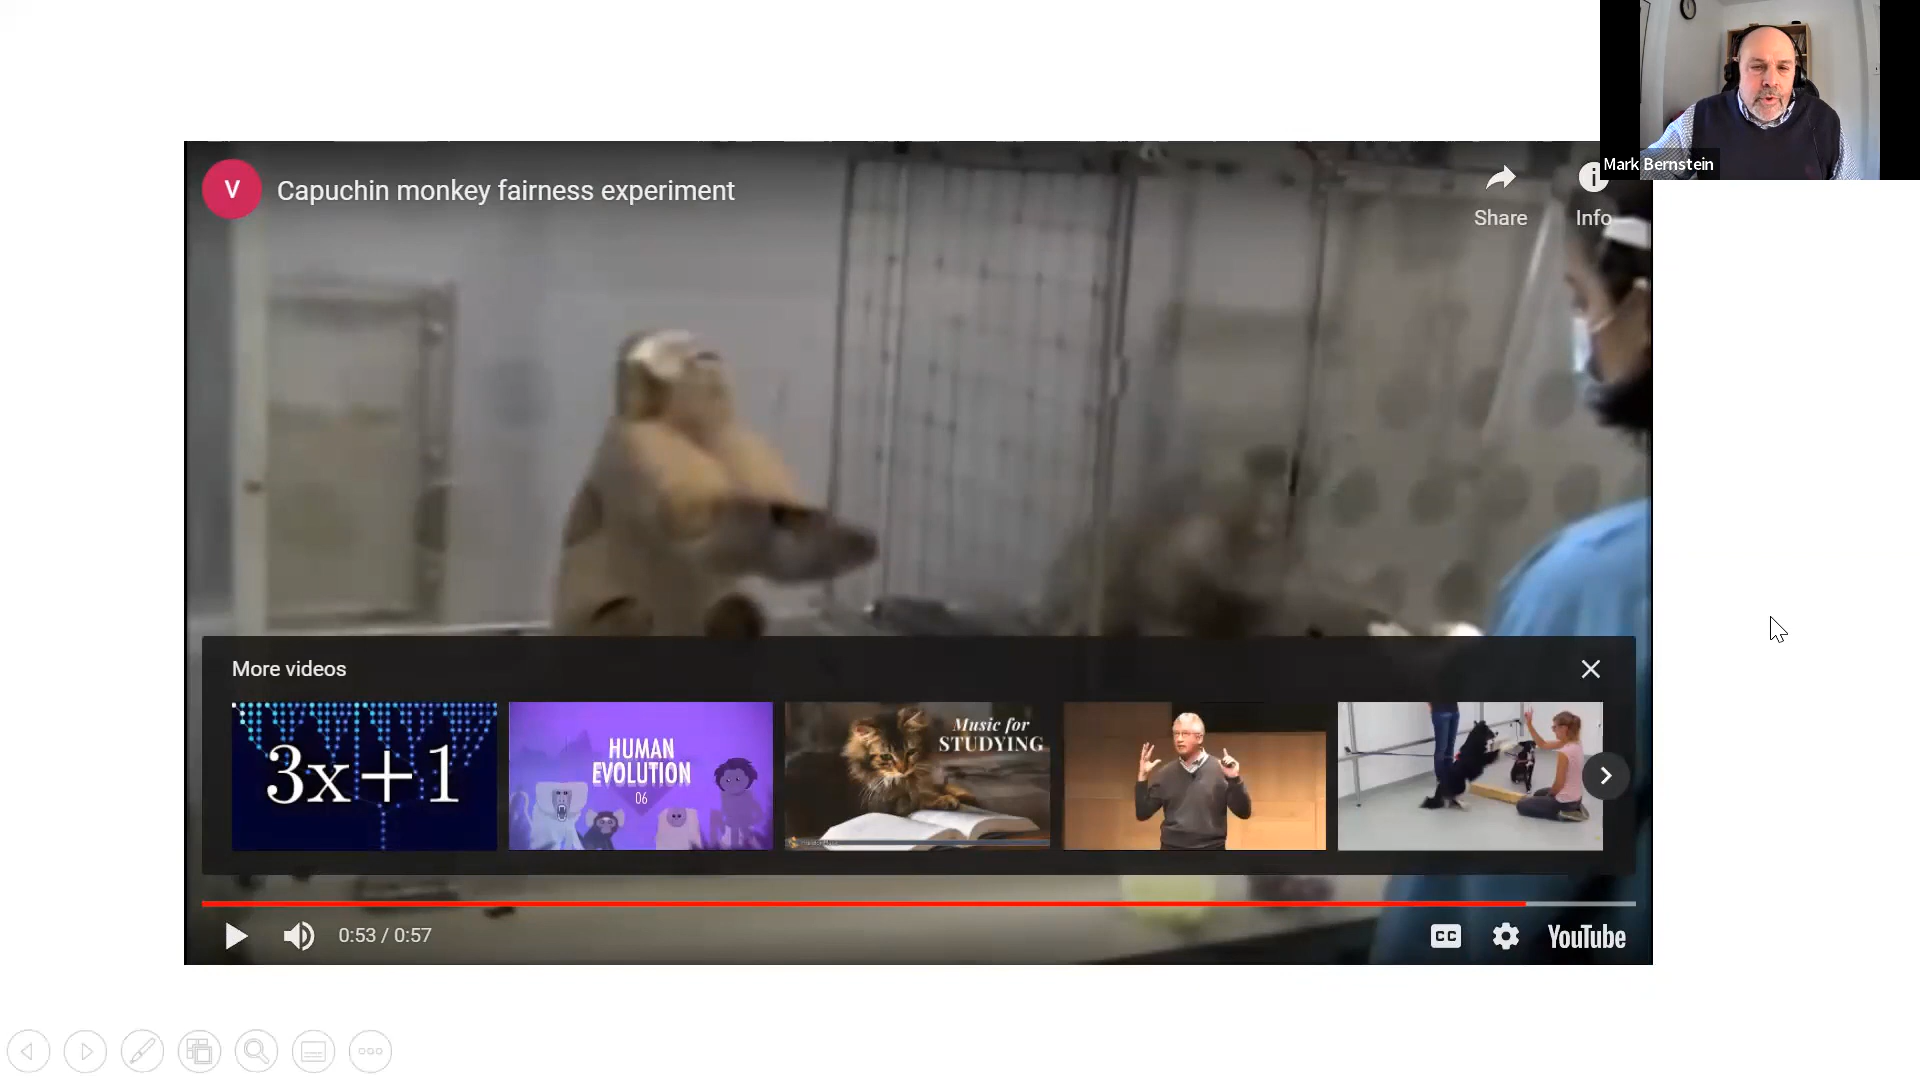 Mark Bernstein
V
Capuchin monkey fairness experiment
Share
Info
More videos
3x+1
HUMAN
EVOLUTION
06
Music for
STUDYING
0:53 / 0:57
CC
YouTube